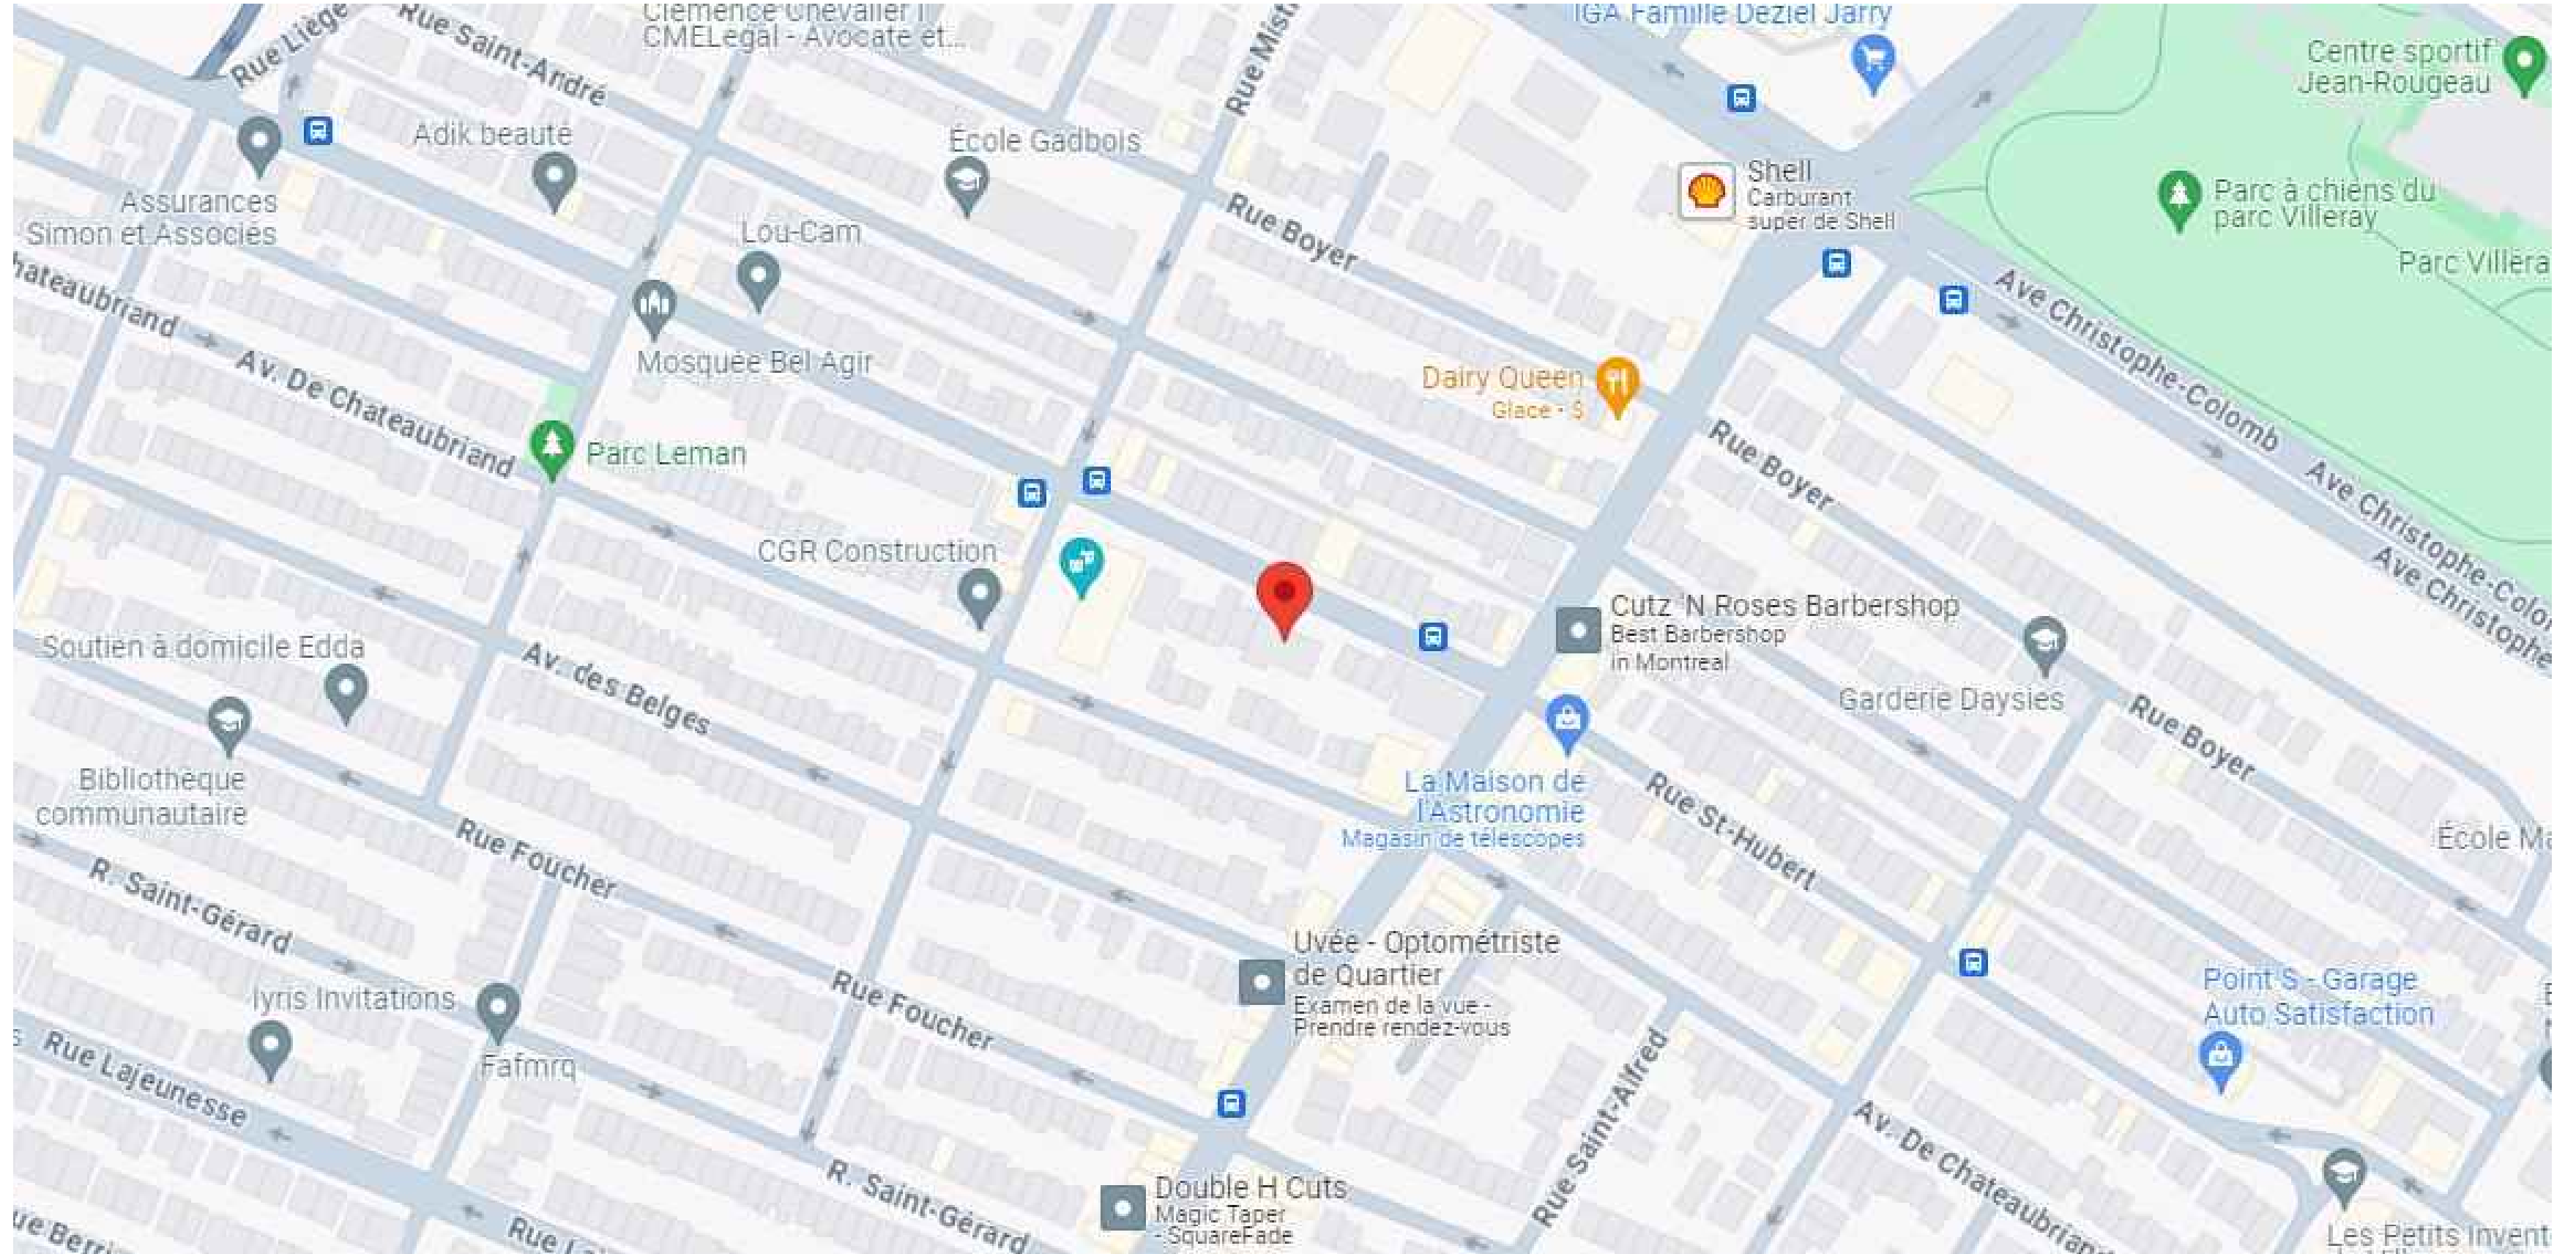 Clémence Chevalier |
CMELegal - Avocate et...
IGA Famille Deziel Jarry
Rue Liège
Rue Saint-André
Centre sportif
Jean-Rougeau
Adik beauté
École Gadbois
Shell
Carburant
super de Shell
Parc à chiens du
parc Villeray
Assurances
Simon et Associés
Lou-Cam
Rue Boyer
Parc Villera
hateaubriand
Av. De Chateaubriand
Mosquée Bel Agir
Ave Christophe-Colomb
Dairy Queen
Glace · $
Parc Leman
Rue Boyer
Ave Christophe-Colo
Ave Christophe
CGR Construction
Cutz 'N Roses Barbershop
Best Barbershop
in Montreal
Soutien à domicile Edda
Av. des Belges
Garderie Daysies
Rue Boyer
Bibliothèque
communautaire
La Maison de
l'Astronomie
Magasin de télescopes
Rue St-Hubert
Rue Foucher
École Ma
R. Saint-Gérard
Uvée - Optométriste
de Quartier
Examen de la vue -
Prendre rendez-vous
Rue Foucher
Iyris Invitations
Point S - Garage
Auto Satisfaction
Rue Lajeunesse
Fafmrq
Rue Saint-Alfred
Av. De Chateaubriand
R. Saint-Gérard
Double H Cuts
Magic Taper
- SquareFade
ue Berri
Les Petits Invent